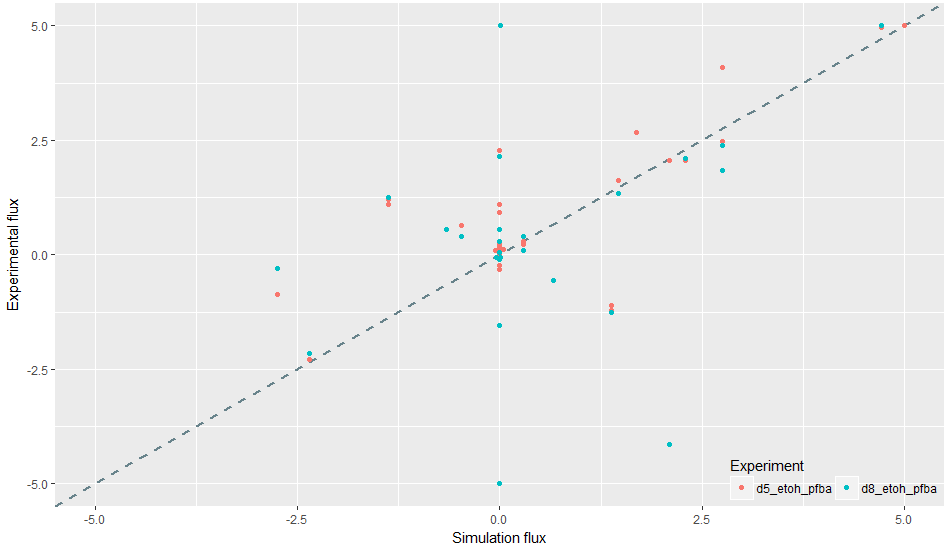 5.0
2.5
0.0
-2.5
-5.0
Experimental flux
-5.0 -2.5 0.0 2.5 5.0
Simulation flux
Experiment
d5_etoh_pfba d8_etoh_pfba